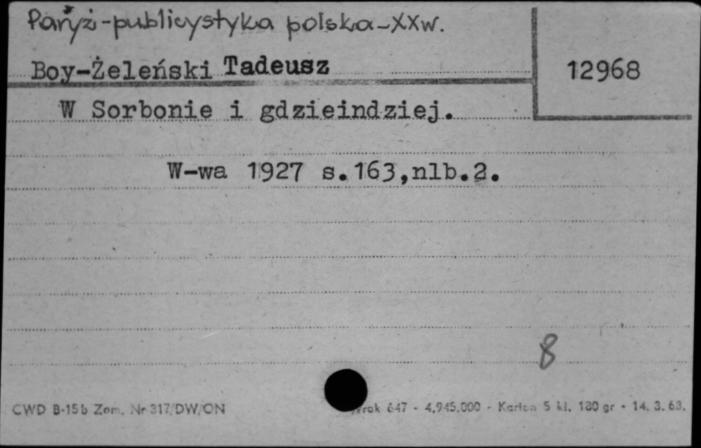 Paryż-publicystyka polska-XXw.
Boy-Żeleński Tadeusz
12968
W Sorbonie i gdzieindziej.
W-wa 1927 s.163,nlb.2.
8
CWD B-15b Zam. Nr 317/DW/ON
647 - 4.945.000 - Karton 5 kl. 180 gr - 14. 3. 63.